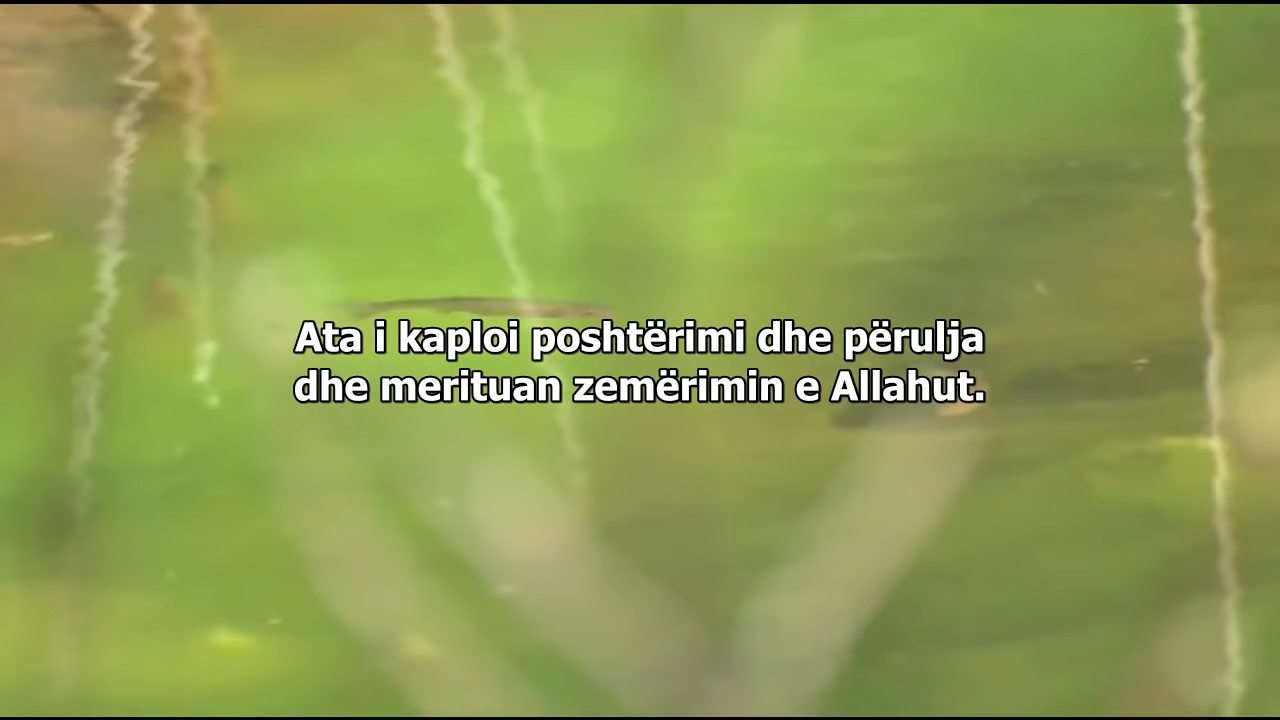 Ata i kaploi poshtërimi dhe përulja
dhe merituan zemërimin e Allahut.